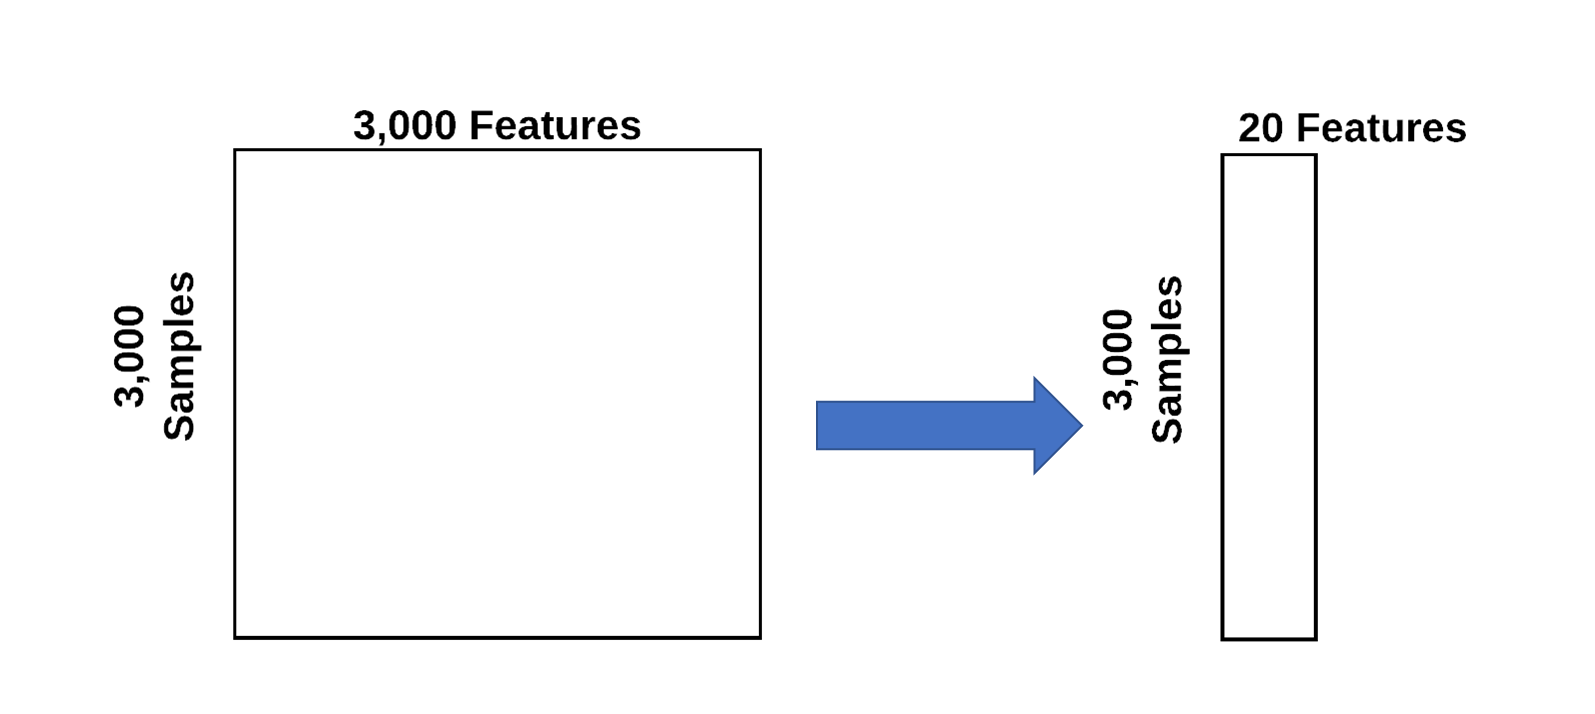 3,000 Features
3,000
Samples
20 Features
3,000
Samples